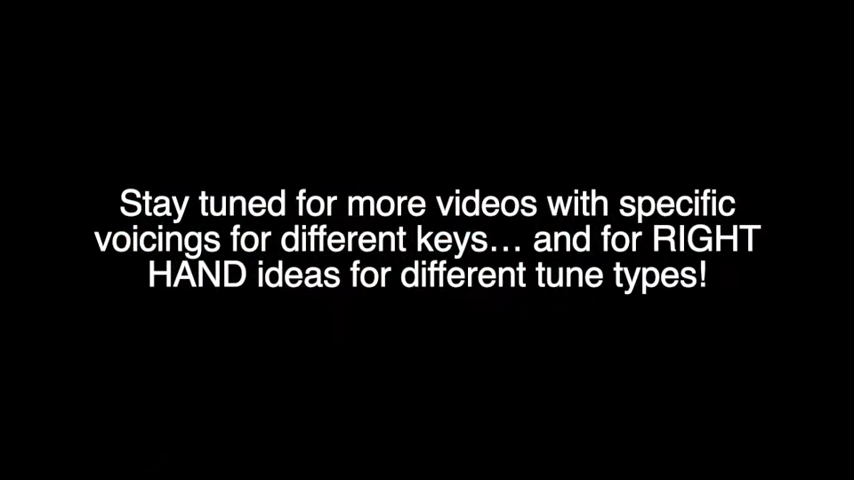 Stay tuned for more videos with specific
voicings for different keys… and for RIGHT
HAND ideas for different tune types!